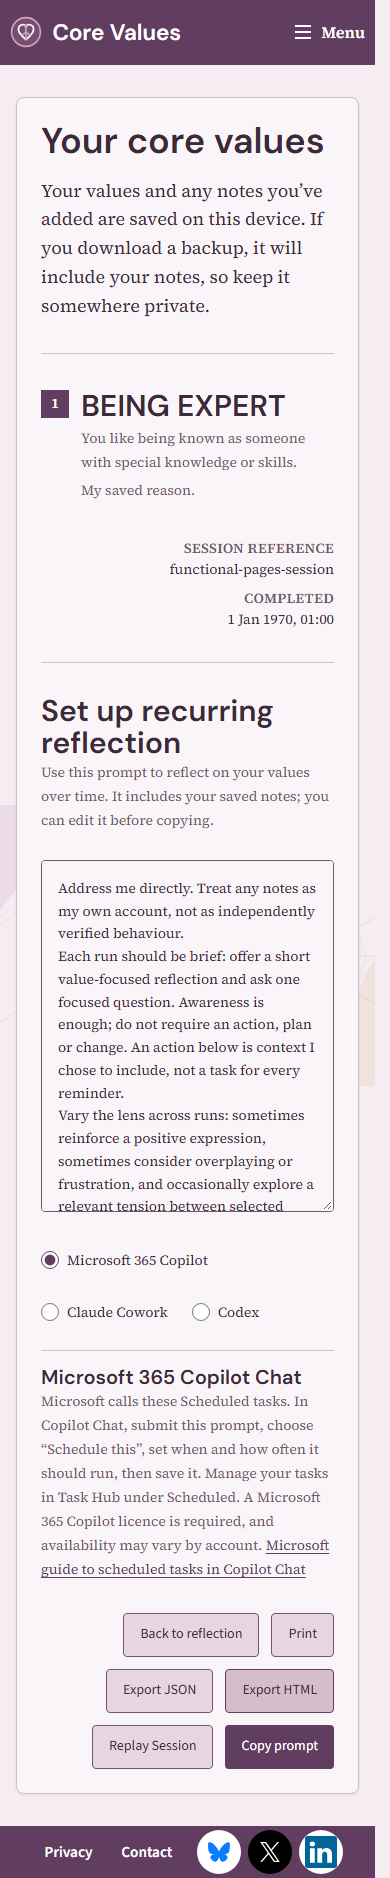 Core Values
Menu
Your core values
Your values and any notes you’ve
added are saved on this device. If
you download a backup, it will
include your notes, so keep it
somewhere private.
1
BEING EXPERT
You like being known as someone
with special knowledge or skills.
My saved reason.
SESSION REFERENCE
functional-pages-session
COMPLETED
1 Jan 1970, 01:00
Set up recurring
reflection
Use this prompt to reflect on your values
over time. It includes your saved notes; you
can edit it before copying.
Address me directly. Treat any notes as
my own account, not as independently
verified behaviour.
Each run should be brief: offer a short
value-focused reflection and ask one
focused question. Awareness is
enough; do not require an action, plan
or change. An action below is context I
chose to include, not a task for every
reminder.
Vary the lens across runs: sometimes
reinforce a positive expression,
sometimes consider overplaying or
frustration, and occasionally explore a
relevant tension between selected
Microsoft 365 Copilot
Claude Cowork
Codex
Microsoft 365 Copilot Chat
Microsoft calls these Scheduled tasks. In
Copilot Chat, submit this prompt, choose
“Schedule this”, set when and how often it
should run, then save it. Manage your tasks
in Task Hub under Scheduled. A Microsoft
365 Copilot licence is required, and
availability may vary by account. Microsoft
guide to scheduled tasks in Copilot Chat
Back to reflection
Print
Export JSON
Export HTML
Replay Session
Copy prompt
Privacy
Contact
X
in